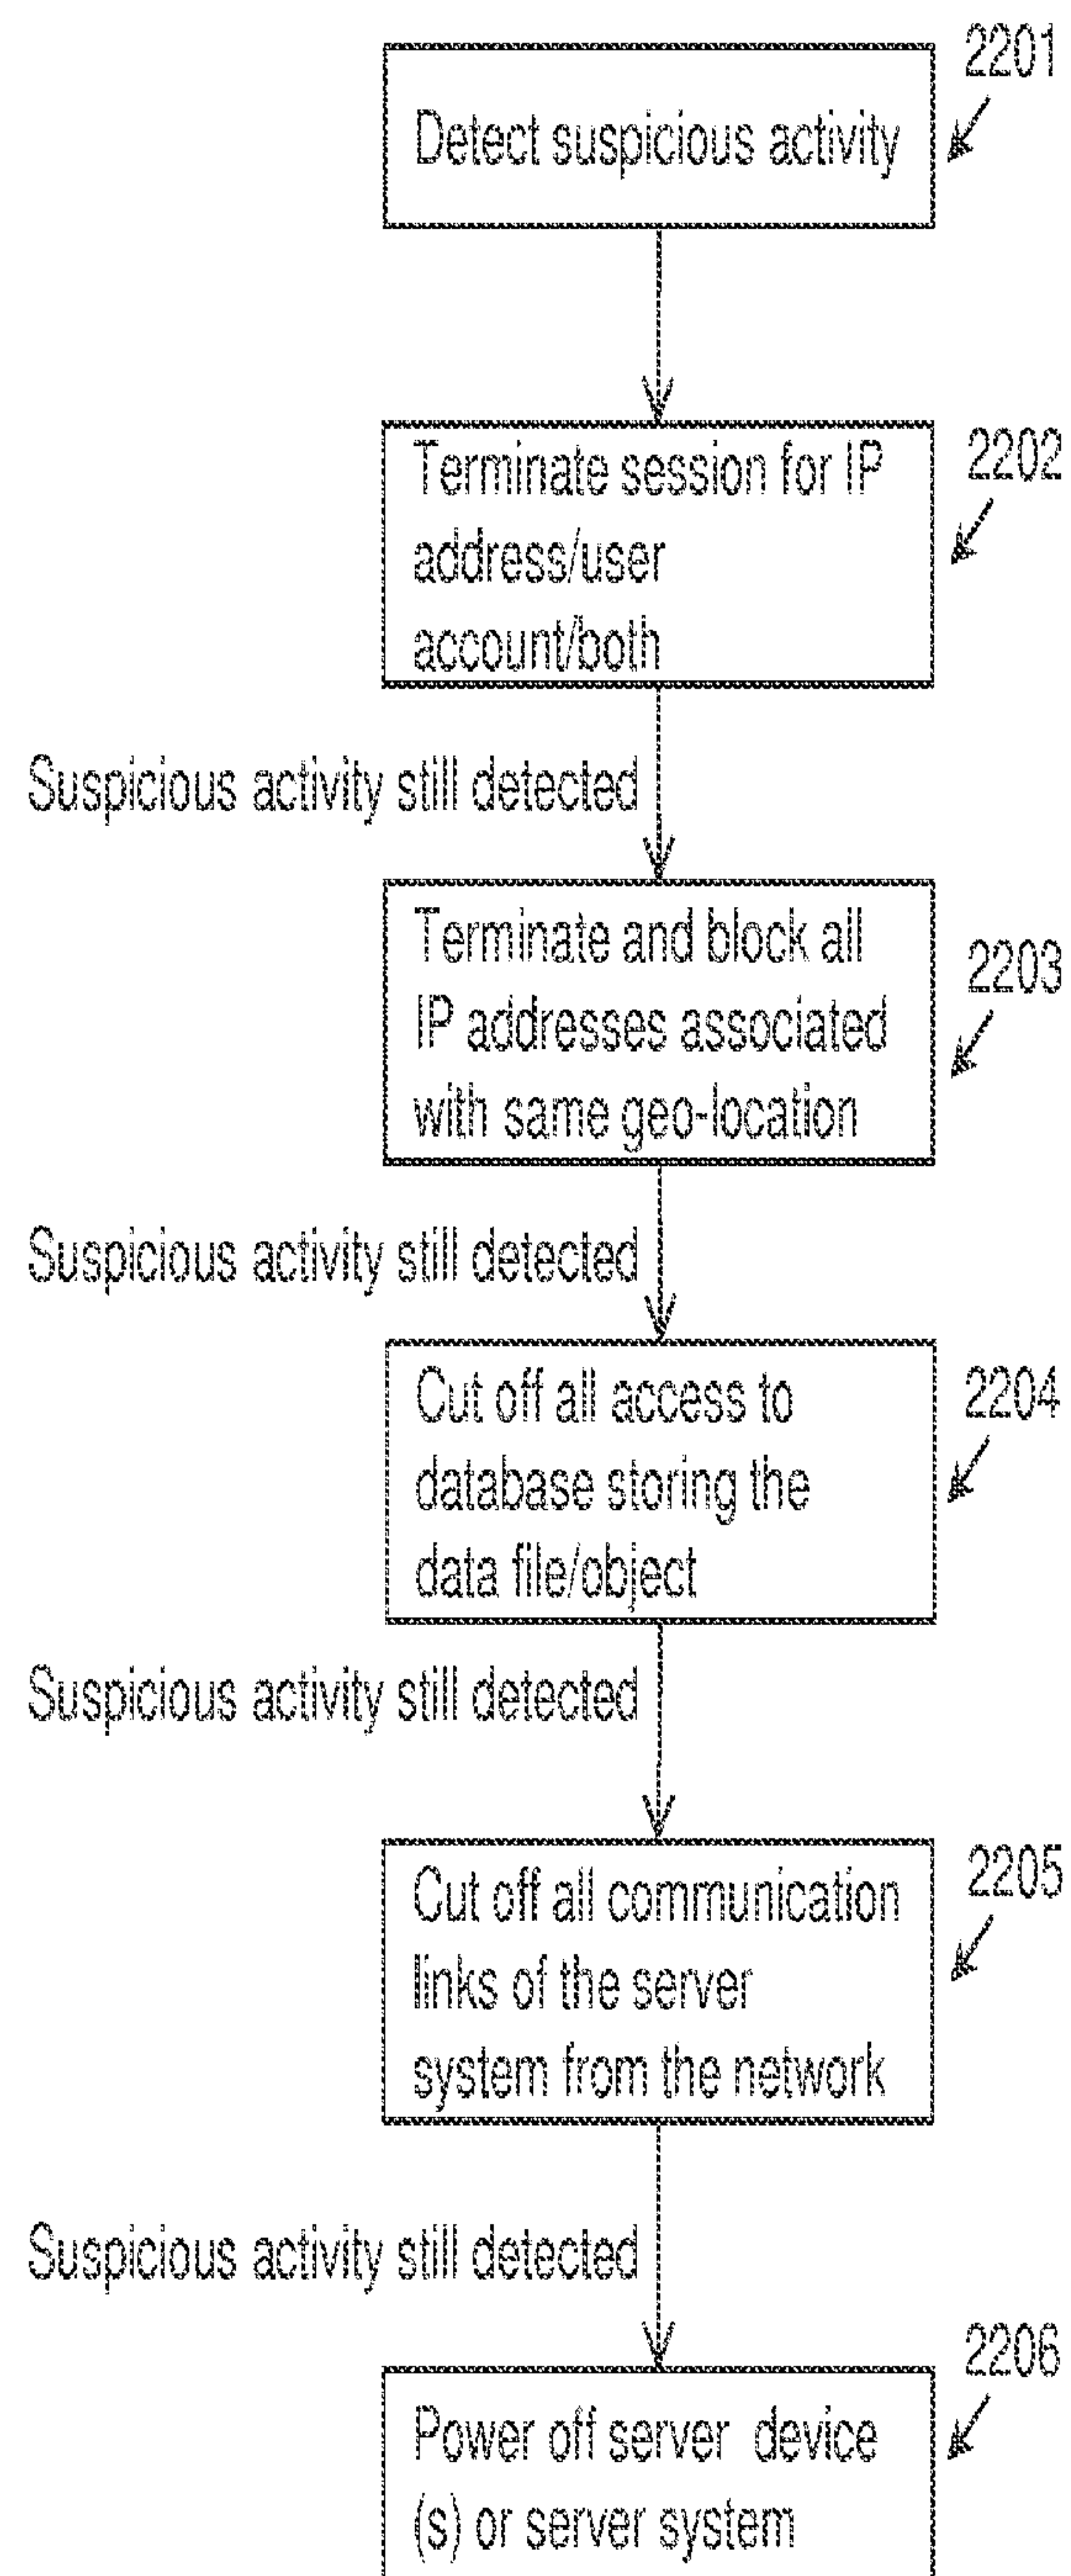 2201
Detect suspicious activity
2202
Terminate session for IP
address/user
account/both
Suspicious activity still detected
2203
Terminate and block all
IP addresses associated
with same geo-location
Suspicious activity still detected
2204
Cut off all access to
database storing the
data file/object
Suspicious activity still detected
2205
Cut off all communication
links of the server
system from the network
Suspicious activity still detected
2206
Power off server device
(s) or server system